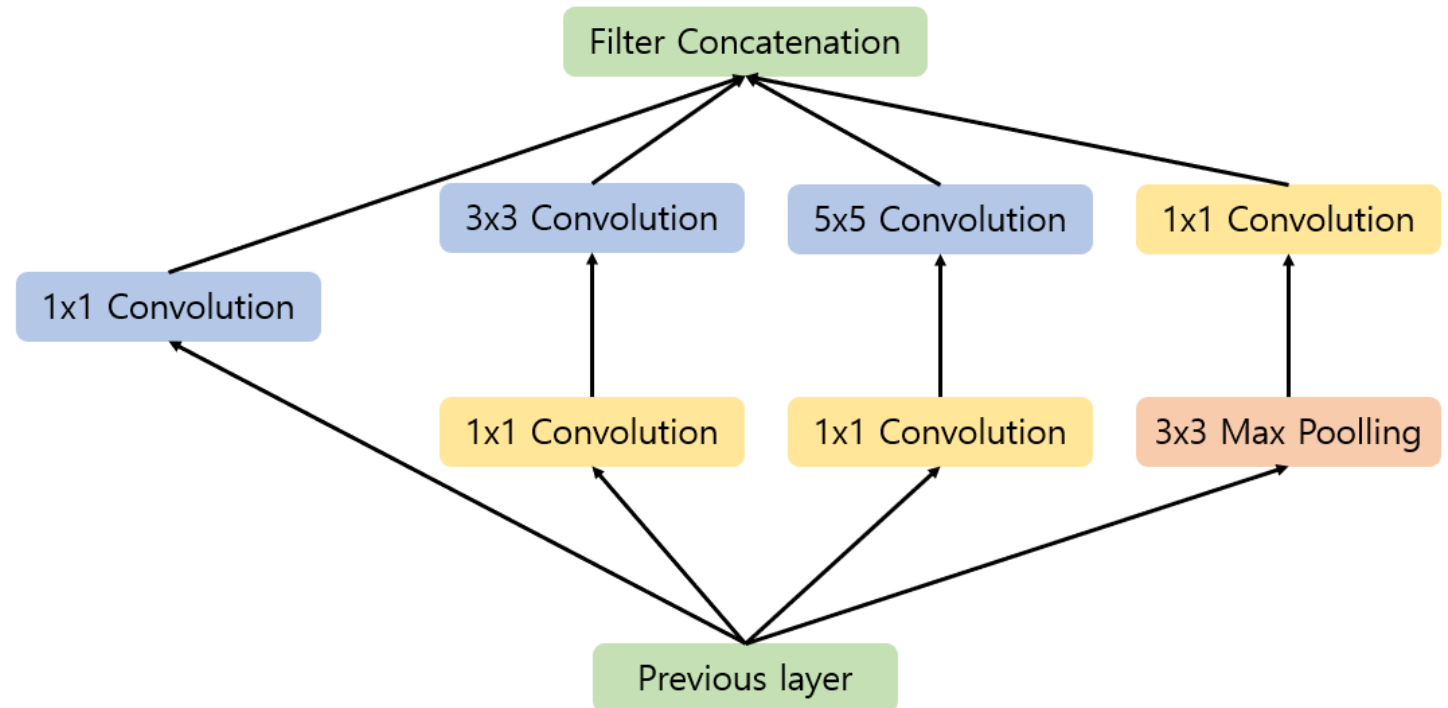 Filter Concatenation
3x3 Convolution
5x5 Convolution
1x1 Convolution
1x1 Convolution
1x1 Convolution
1x1 Convolution
3x3 Max Poolling
Previous layer